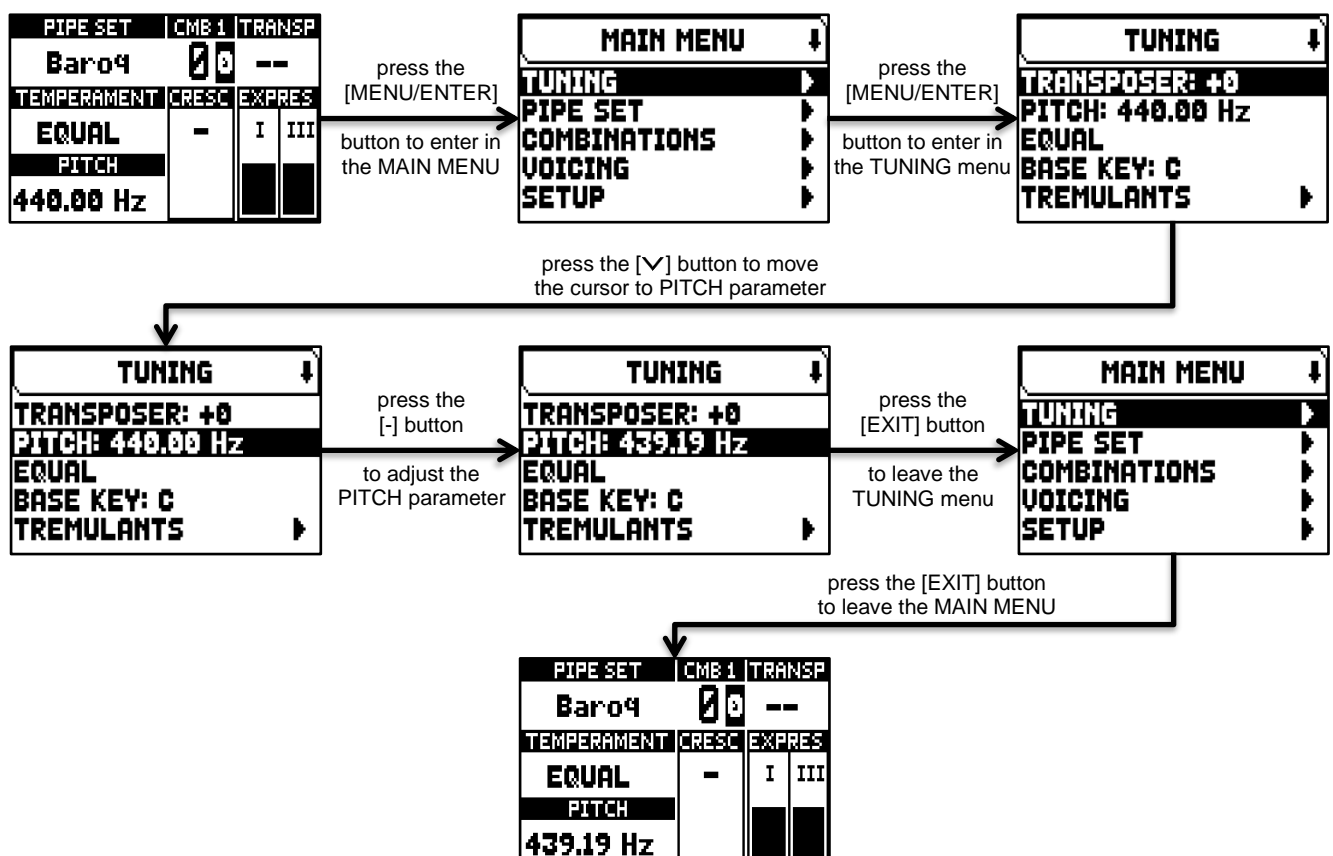 PIPE SET CMB 1 TRANSP
Baroq 00 --
TEMPERAMENT CRESC EXPRES
EQUAL - I III
PITCH
440.00 Hz
press the
[MENU/ENTER]
button to enter in
the MAIN MENU
MAIN MENU
TUNING
PIPE SET
COMBINATIONS
VOICING
SETUP
press the
[MENU/ENTER]
button to enter in
the TUNING menu
TUNING
TRANSPOSER: +0
PITCH: 440.00 Hz
EQUAL
BASE KEY: C
TREMULANTS
press the [∨] button to move
the cursor to PITCH parameter
TUNING
TRANSPOSER: +0
PITCH: 440.00 Hz
EQUAL
BASE KEY: C
TREMULANTS
press the
[-] button
to adjust the
PITCH parameter
TUNING
TRANSPOSER: +0
PITCH: 439.19 Hz
EQUAL
BASE KEY: C
TREMULANTS
press the
[EXIT] button
to leave the
TUNING menu
MAIN MENU
TUNING
PIPE SET
COMBINATIONS
VOICING
SETUP
press the [EXIT] button
to leave the MAIN MENU
PIPE SET CMB 1 TRANSP
Baroq 00 --
TEMPERAMENT CRESC EXPRES
EQUAL - I III
PITCH
439.19 Hz